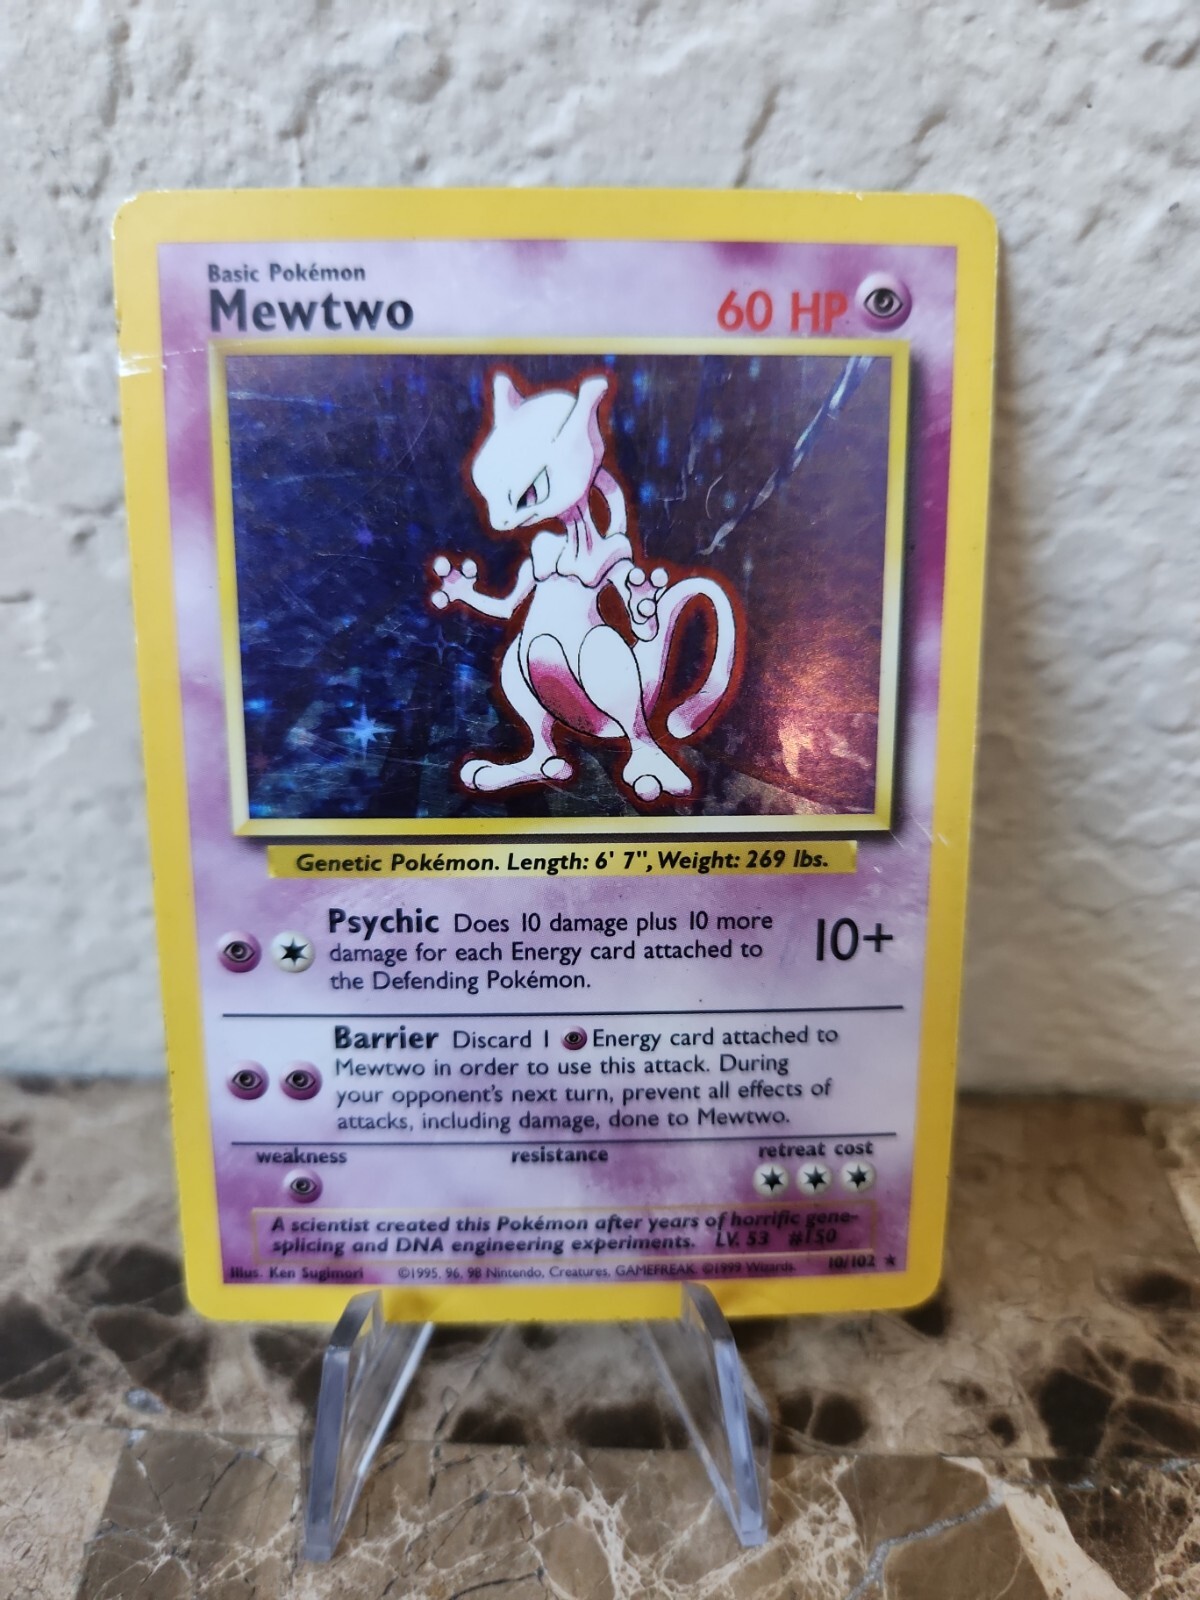 Basic Pokémon
Mewtwo 60 HP
Genetic Pokémon. Length: 6' 7", Weight: 269 lbs.
Psychic Does 10 damage plus 10 more
damage for each Energy card attached to
the Defending Pokémon.
10+
Barrier Discard 1 Energy card attached to
Mewtwo in order to use this attack. During
your opponent's next turn, prevent all effects of
attacks, including damage, done to Mewtwo.
weakness resistance retreat cost
A scientist created this Pokémon after years of horrific gene-
splicing and DNA engineering experiments. LV. 53 #150
Illus. Ken Sugimori ©1995, 96, 98 Nintendo, Creatures, GAMEFREAK. ©1999 Wizards. 10/102 ★